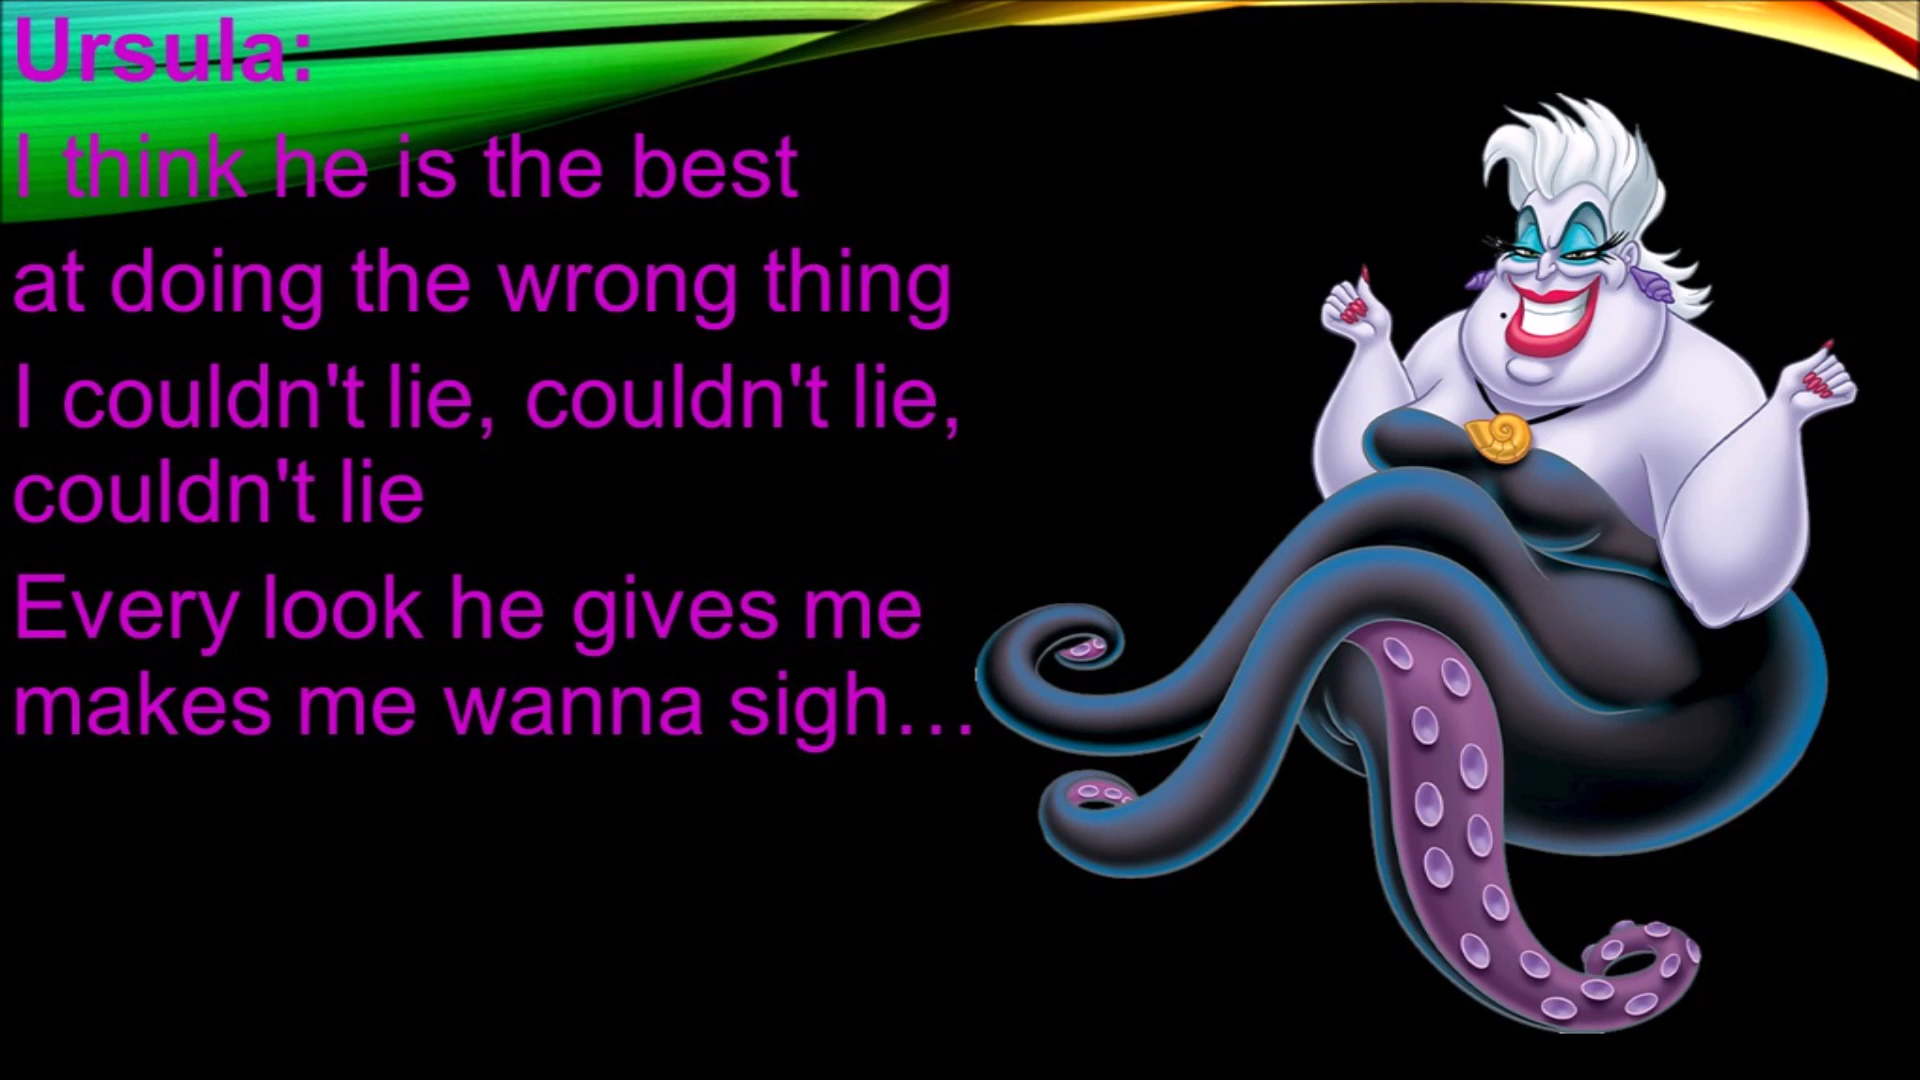 Ursula:
I think he is the best
at doing the wrong thing
I couldn't lie, couldn't lie,
couldn't lie
Every look he gives me
makes me wanna sigh…